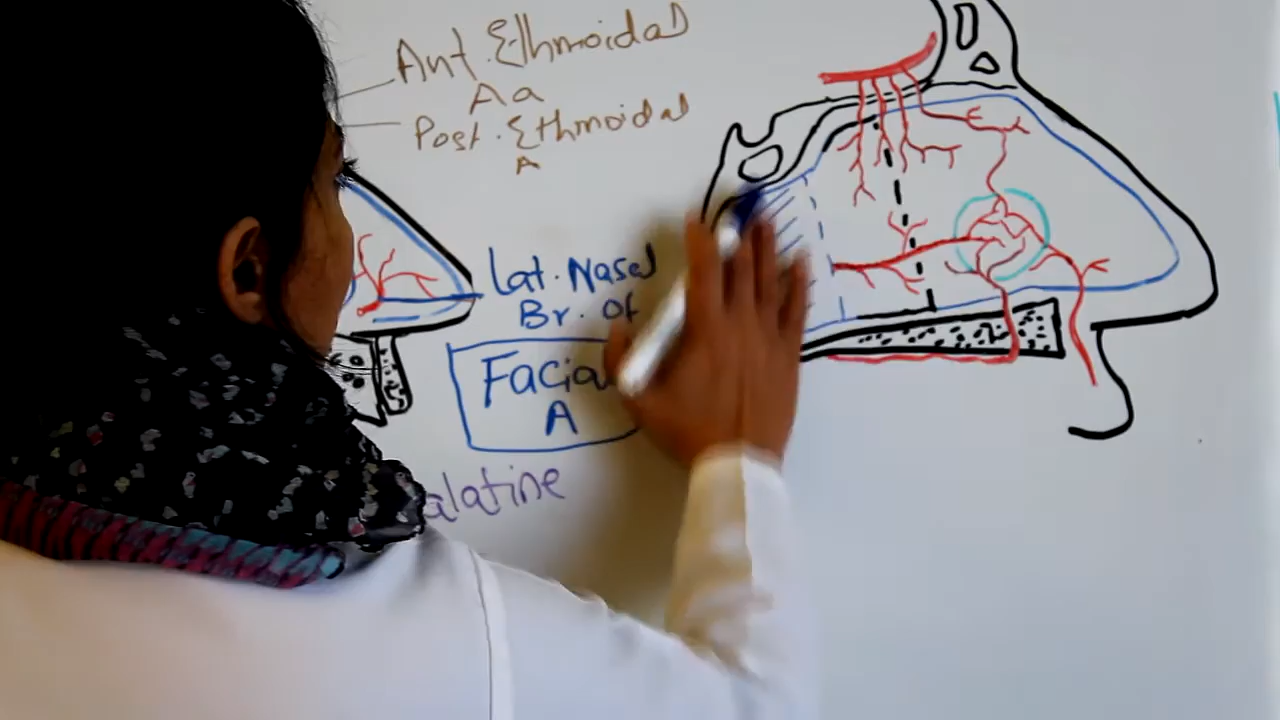 Ant. Ethmoidal
Aa
Post. Ethmoidal
A
Lat. Nasal
Br. Of
Facial
A
alatine